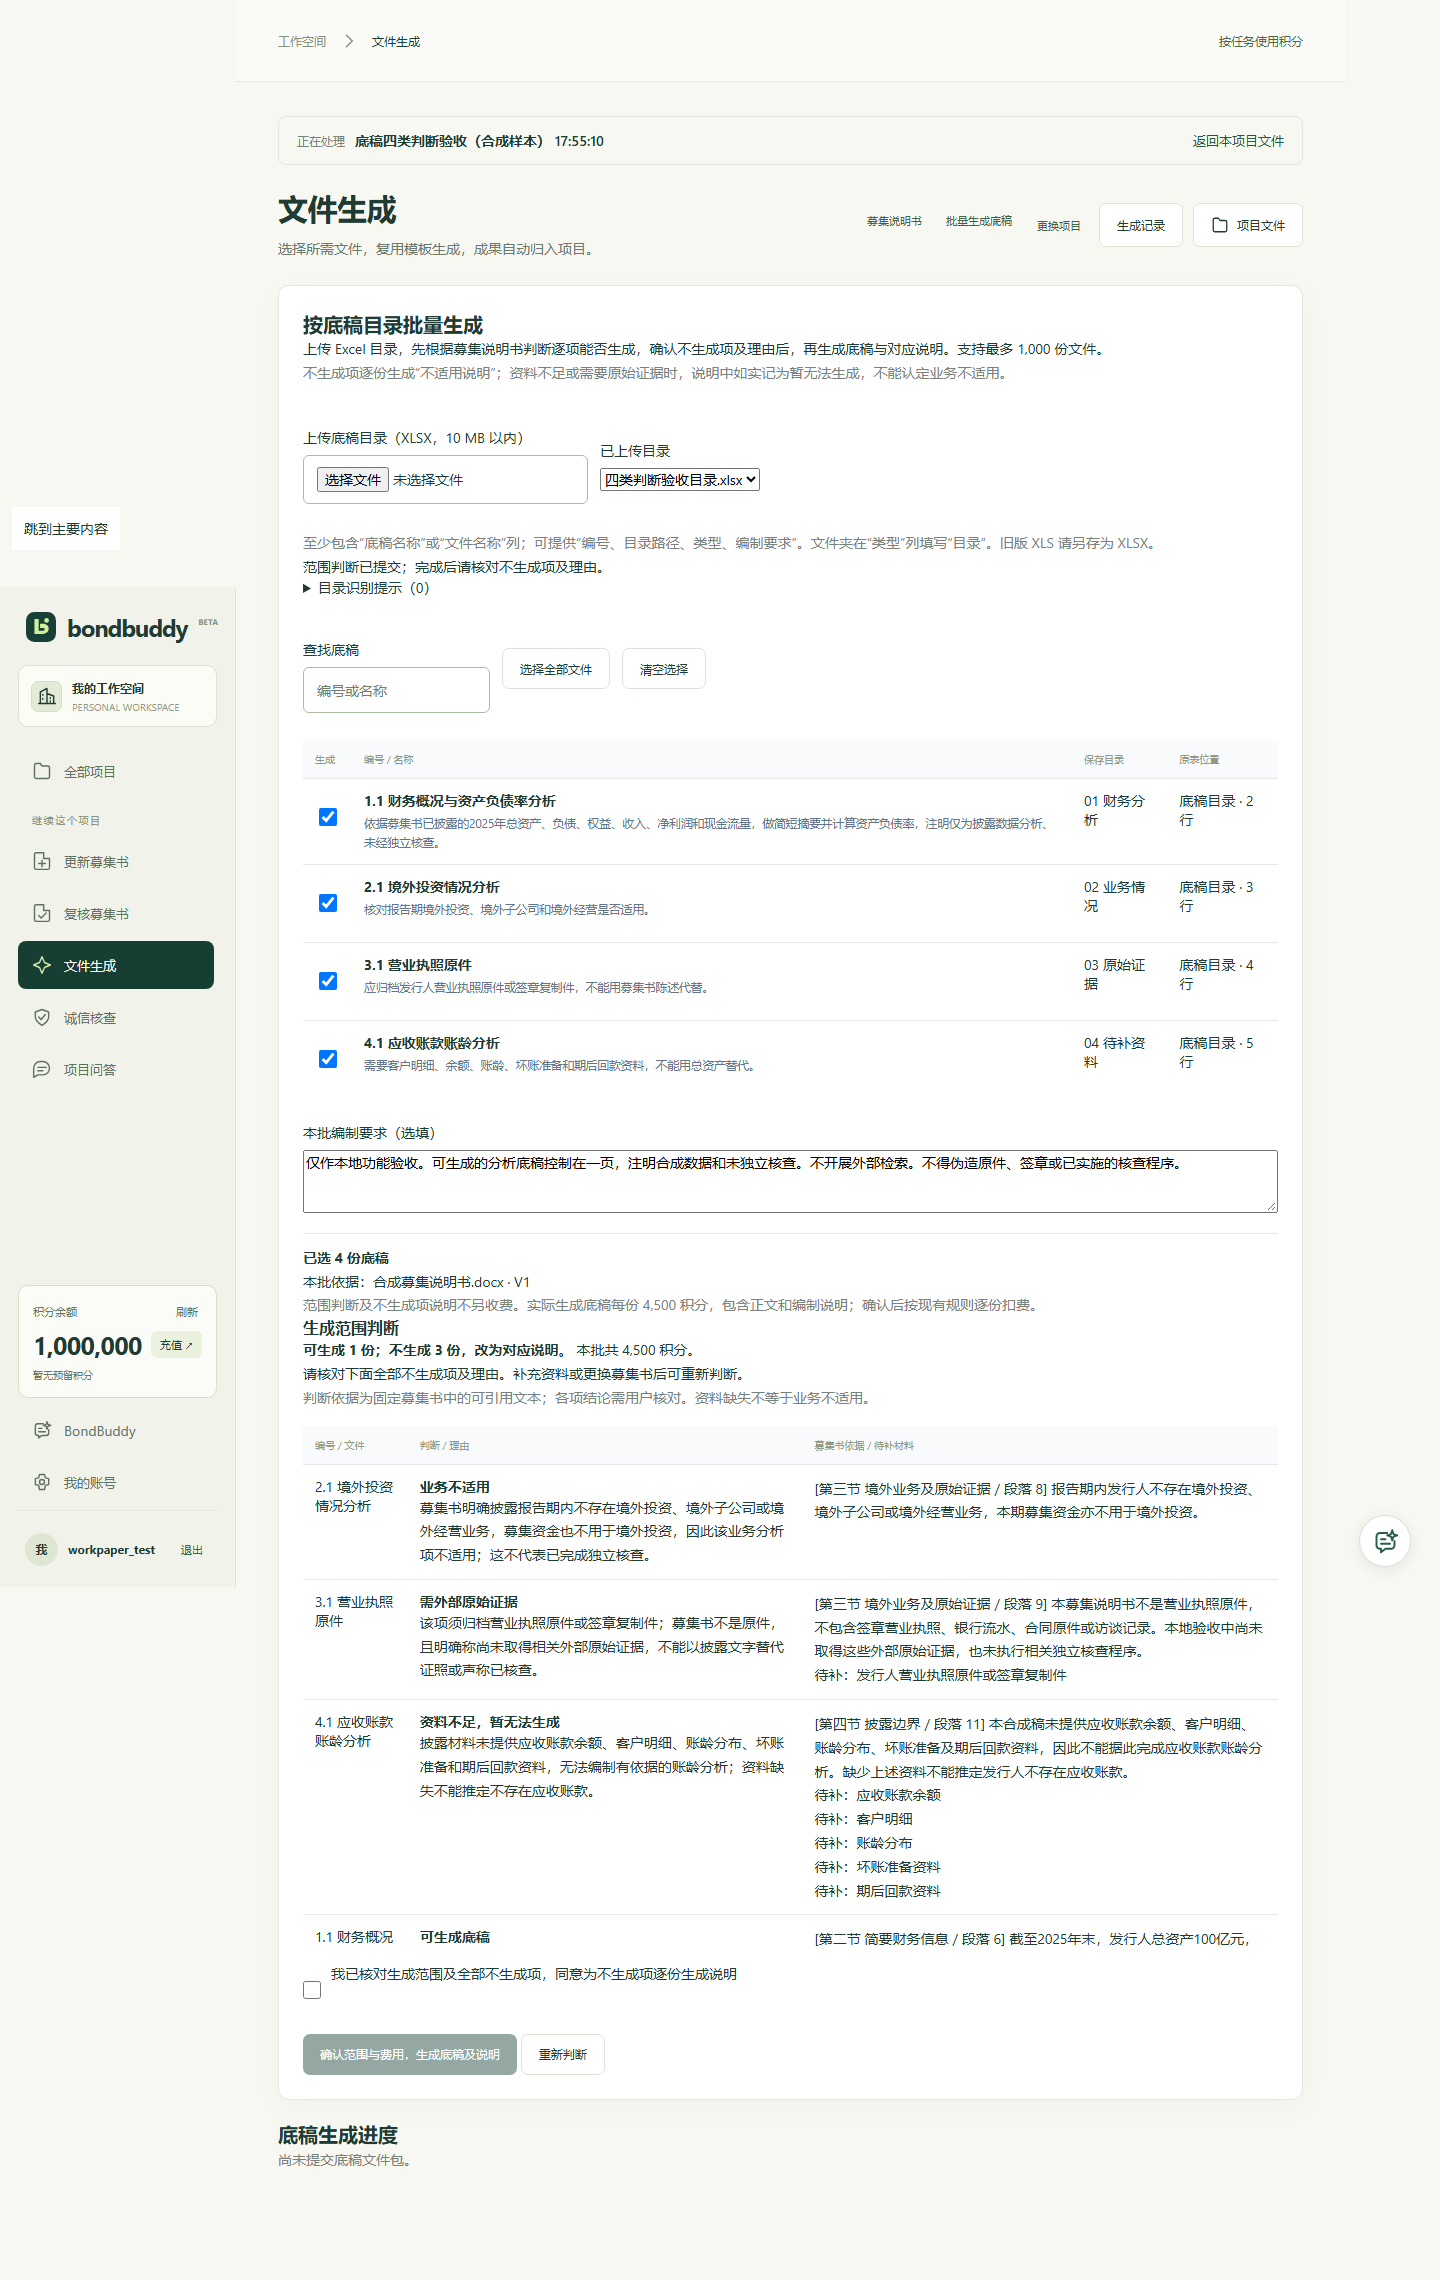 工作空间
文件生成
按任务使用积分
正在处理 底稿四类判断验收（合成样本） 17:55:10
返回本项目文件
文件生成
选择所需文件，复用模板生成，成果自动归入项目。
募集说明书
批量生成底稿
更换项目
生成记录
项目文件
按底稿目录批量生成
上传 Excel 目录，先根据募集说明书判断逐项能否生成，确认不生成项及理由后，再生成底稿与对应说明。支持最多 1,000 份文件。
不生成项逐份生成“不适用说明”；资料不足或需要原始证据时，说明中如实记为暂无法生成，不能认定业务不适用。
上传底稿目录（XLSX，10 MB 以内）
选择文件 未选择文件
已上传目录
四类判断验收目录.xlsx
至少包含“底稿名称”或“文件名称”列；可提供“编号、目录路径、类型、编制要求”。文件夹在“类型”列填写“目录”。旧版 XLS 请另存为 XLSX。
范围判断已提交；完成后请核对不生成项及理由。
目录识别提示（0）
查找底稿
编号或名称
选择全部文件
清空选择
生成
编号 / 名称
保存目录
原表位置
1.1 财务概况与资产负债率分析
依据募集书已披露的2025年总资产、负债、权益、收入、净利润和现金流量，做简短摘要并计算资产负债率，注明仅为披露数据分析、
未经独立核查。
01 财务分
析
底稿目录 · 2
行
2.1 境外投资情况分析
核对报告期境外投资、境外子公司和境外经营是否适用。
02 业务情
况
底稿目录 · 3
行
3.1 营业执照原件
应归档发行人营业执照原件或签章复制件，不能用募集书陈述代替。
03 原始证
据
底稿目录 · 4
行
4.1 应收账款账龄分析
需要客户明细、余额、账龄、坏账准备和期后回款资料，不能用总资产替代。
04 待补资
料
底稿目录 · 5
行
本批编制要求（选填）
仅作本地功能验收。可生成的分析底稿控制在一页，注明合成数据和未独立核查。不开展外部检索。不得伪造原件、签章或已实施的核查程序。
已选 4 份底稿
本批依据：合成募集说明书.docx · V1
范围判断及不生成项说明不另收费。实际生成底稿每份 4,500 积分，包含正文和编制说明；确认后按现有规则逐份扣费。
生成范围判断
可生成 1 份；不生成 3 份，改为对应说明。 本批共 4,500 积分。
请核对下面全部不生成项及理由。补充资料或更换募集书后可重新判断。
判断依据为固定募集书中的可引用文本；各项结论需用户核对。资料缺失不等于业务不适用。
编号 / 文件
判断 / 理由
募集书依据 / 待补材料
2.1 境外投资
情况分析
业务不适用
募集书明确披露报告期内不存在境外投资、境外子公司或境
外经营业务，募集资金也不用于境外投资，因此该业务分析
项不适用；这不代表已完成独立核查。
[第三节 境外业务及原始证据 / 段落 8] 报告期内发行人不存在境外投资、
境外子公司或境外经营业务，本期募集资金亦不用于境外投资。
3.1 营业执照
原件
需外部原始证据
该项须归档营业执照原件或签章复制件；募集书不是原件，
且明确称尚未取得相关外部原始证据，不能以披露文字替代
证照或声称已核查。
[第三节 境外业务及原始证据 / 段落 9] 本募集说明书不是营业执照原件，
不包含签章营业执照、银行流水、合同原件或访谈记录。本地验收中尚未
取得这些外部原始证据，也未执行相关独立核查程序。
待补：发行人营业执照原件或签章复制件
4.1 应收账款
账龄分析
资料不足，暂无法生成
披露材料未提供应收账款余额、客户明细、账龄分布、坏账
准备和期后回款资料，无法编制有依据的账龄分析；资料缺
失不能推定不存在应收账款。
[第四节 披露边界 / 段落 11] 本合成稿未提供应收账款余额、客户明细、
账龄分布、坏账准备及期后回款资料，因此不能据此完成应收账款账龄分
析。缺少上述资料不能推定发行人不存在应收账款。
待补：应收账款余额
待补：客户明细
待补：账龄分布
待补：坏账准备资料
待补：期后回款资料
1.1 财务概况
可生成底稿
[第二节 简要财务信息 / 段落 6] 截至2025年末，发行人总资产100亿元，
我已核对生成范围及全部不生成项，同意为不生成项逐份生成说明
确认范围与费用，生成底稿及说明
重新判断
底稿生成进度
尚未提交底稿文件包。
跳到主要内容
bondbuddy BETA
我的工作空间
PERSONAL WORKSPACE
全部项目
继续这个项目
更新募集书
复核募集书
文件生成
诚信核查
项目问答
积分余额
刷新
1,000,000
充值 ↗
暂无预留积分
BondBuddy
我的账号
我
workpaper_test
退出